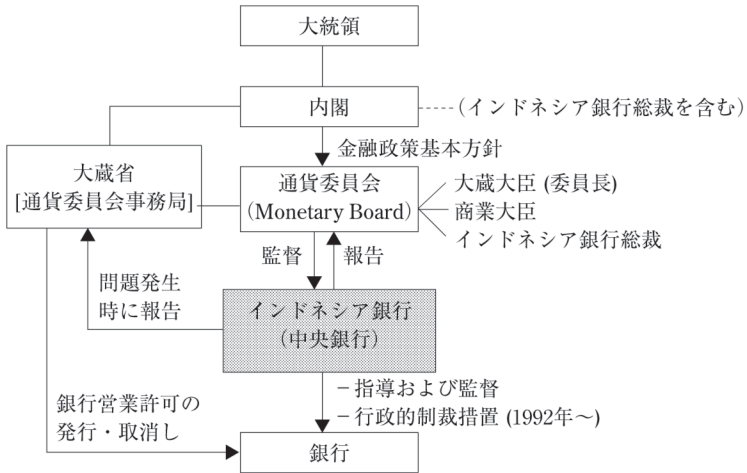 大統領
内閣
(インドネシア銀行総裁を含む)
金融政策基本方針
大蔵省
[通貨委員会事務局]
通貨委員会
(Monetary Board)
大蔵大臣 (委員長)
商業大臣
インドネシア銀行総裁
監督
報告
問題発生
時に報告
インドネシア銀行
(中央銀行)
－指導および監督
－行政的制裁措置 (1992年～)
銀行営業許可の
発行・取消し
銀行